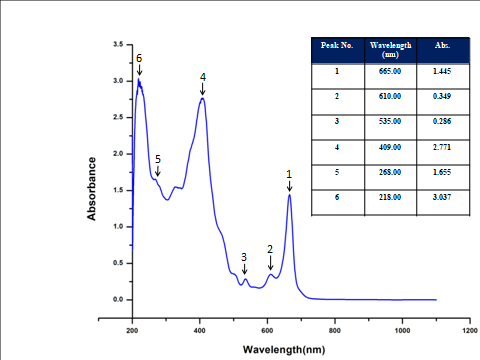 Peak No. Wavelength (nm) Abs.
1 665.00 1.445
2 610.00 0.349
3 535.00 0.286
4 409.00 2.771
5 268.00 1.655
6 218.00 3.037
6
4
5
1
3
2
3.5
3.0
2.5
2.0
1.5
1.0
0.5
0.0
Absorbance
200 400 600 800 1000 1200
Wavelength(nm)